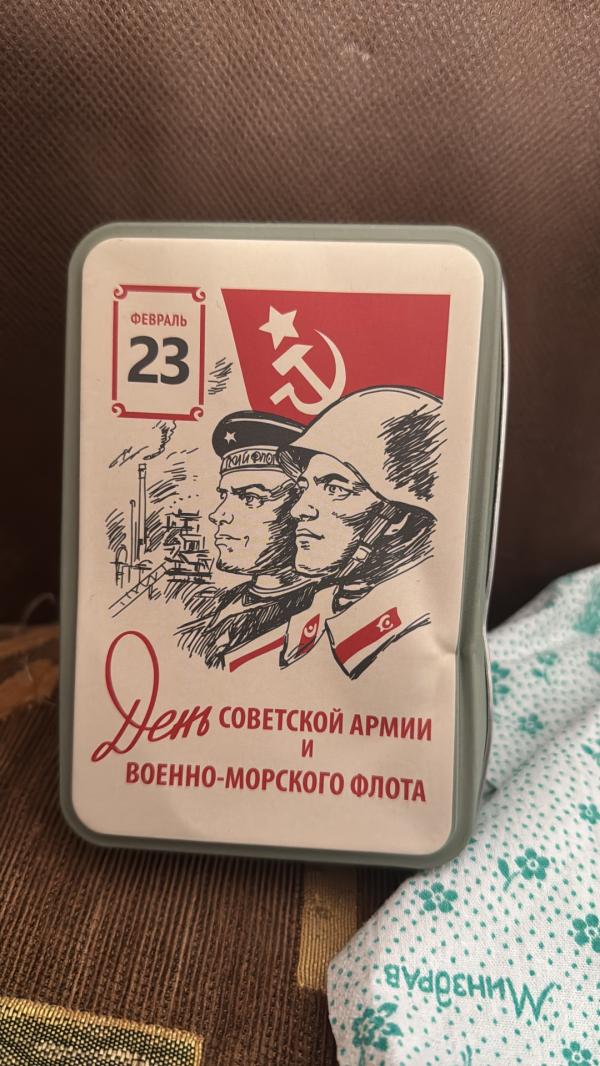 ФЕВРАЛЬ
23
День СОВЕТСКОЙ АРМИИ
И
ВОЕННО-МОРСКОГО ФЛОТА
Минздрав